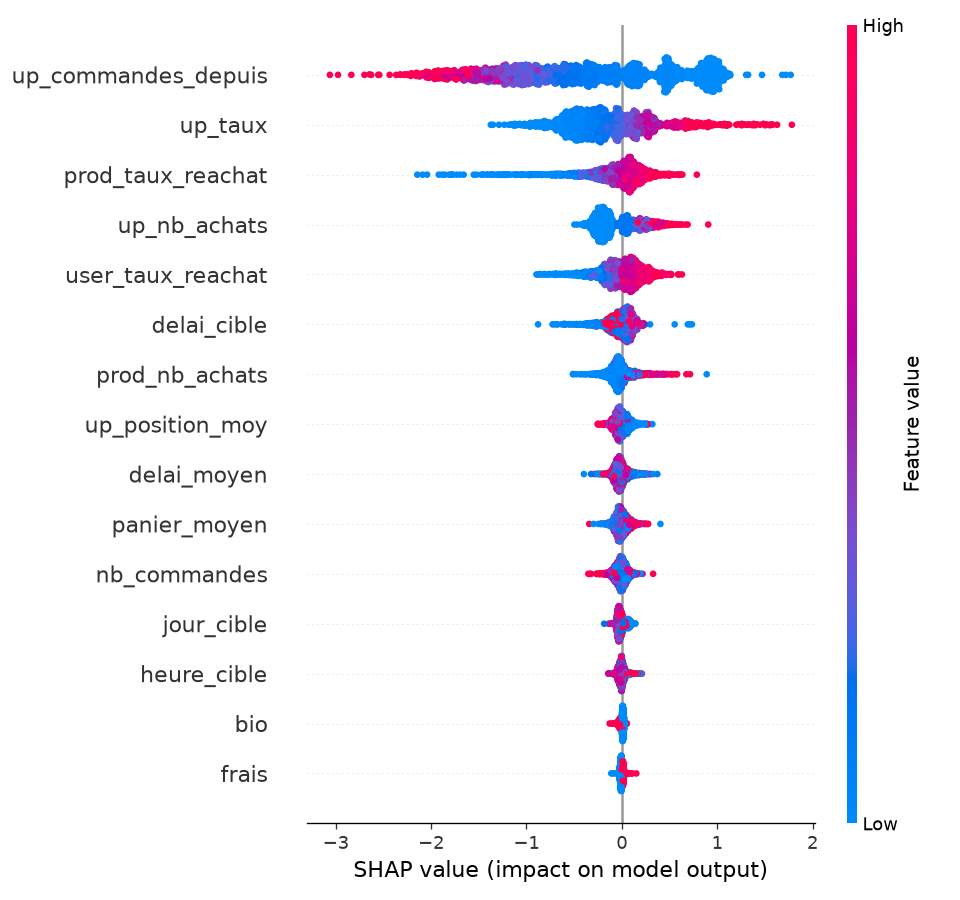 High
up_commandes_depuis
up_taux
prod_taux_reachat
up_nb_achats
user_taux_reachat
delai_cible
prod_nb_achats
up_position_moy
delai_moyen
panier_moyen
nb_commandes
jour_cible
heure_cible
bio
frais
Feature value
Low
−3 −2 −1 0 1 2
SHAP value (impact on model output)